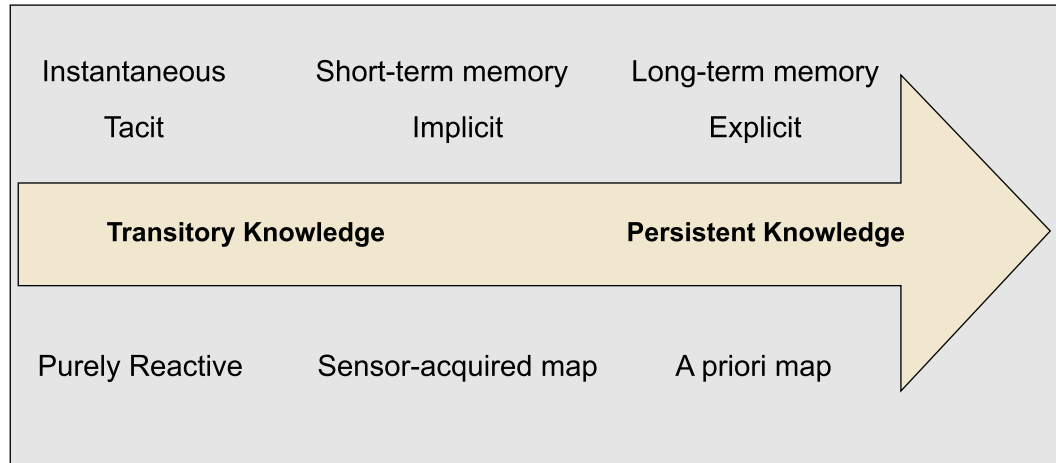 Instantaneous Short-term memory Long-term memory
Tacit Implicit Explicit
Transitory Knowledge Persistent Knowledge
Purely Reactive Sensor-acquired map A priori map